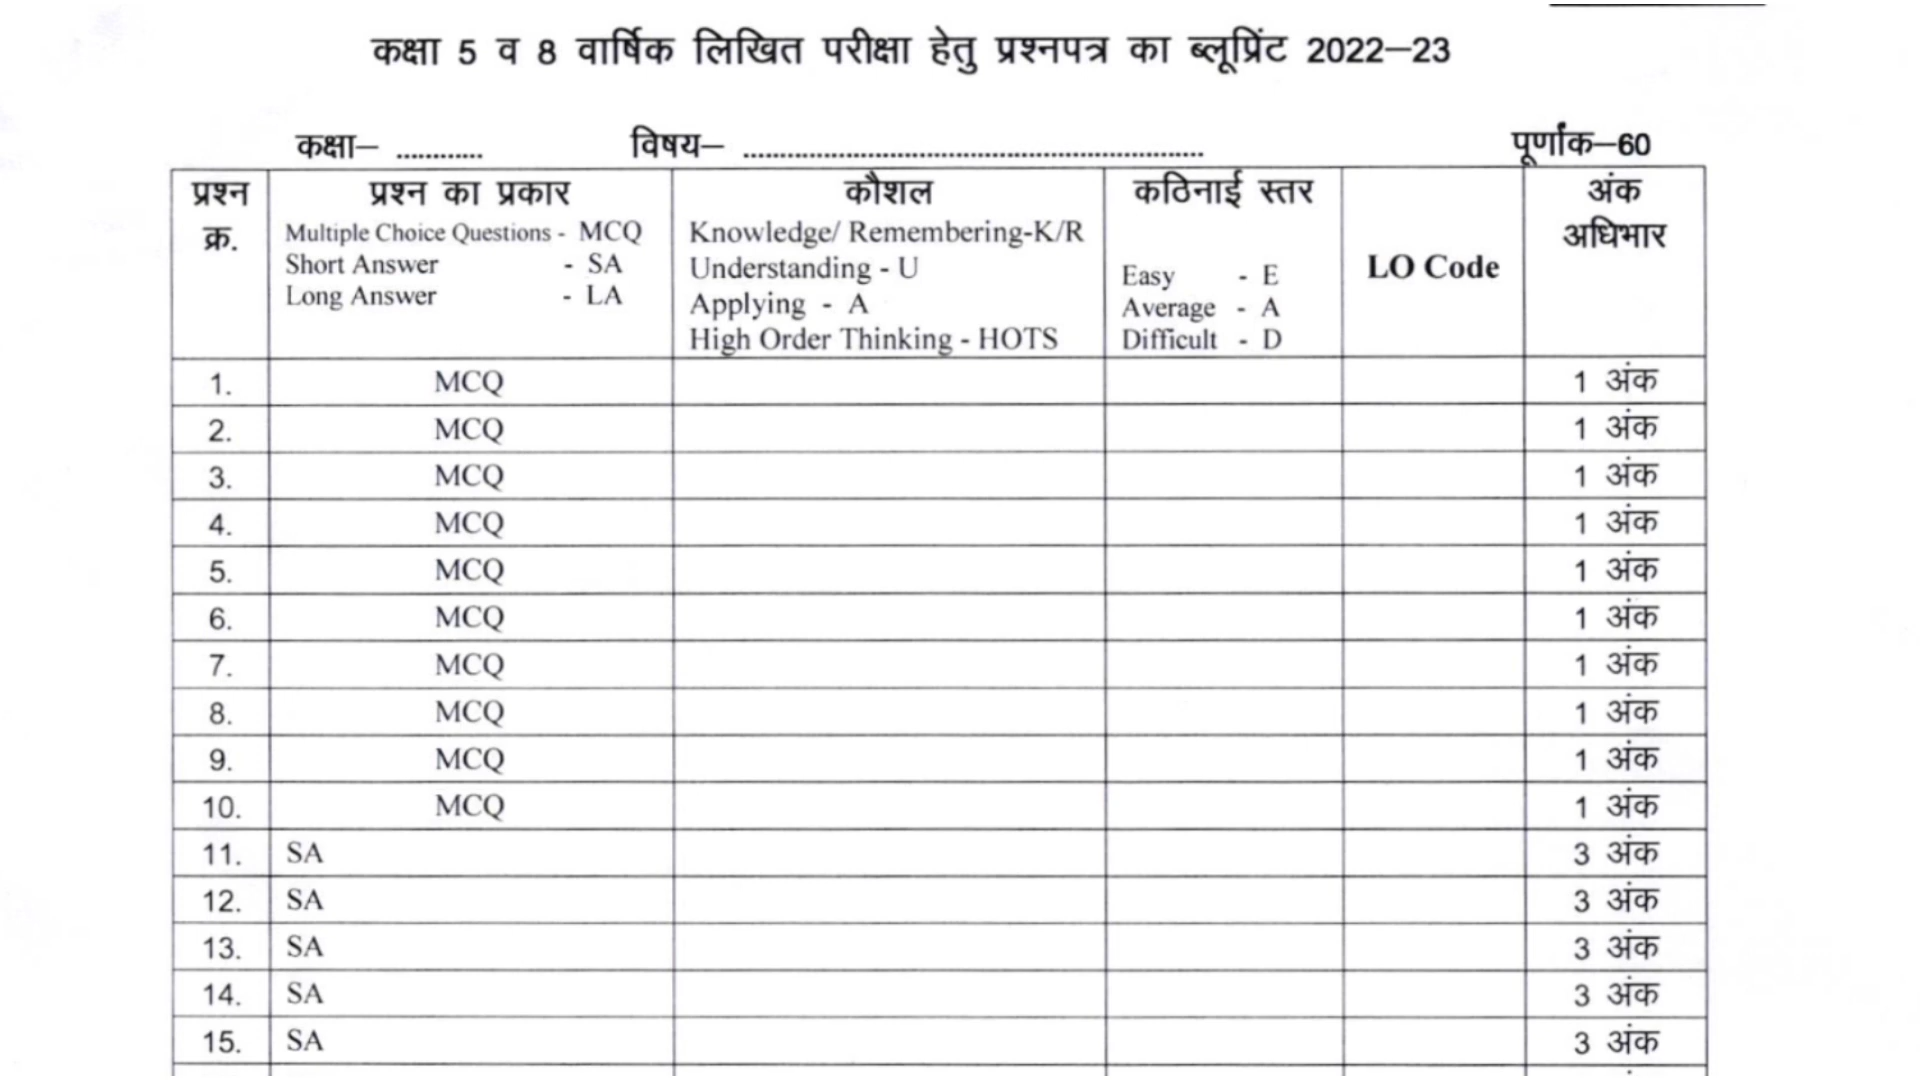 कक्षा 5 व 8 वार्षिक लिखित परीक्षा हेतु प्रश्नपत्र का ब्लूप्रिंट 2022–23
कक्षा– ............ विषय– ................................................................ पूर्णांक–60
प्रश्न क्र. प्रश्न का प्रकार कौशल कठिनाई स्तर LO Code अंक अधिभार
Multiple Choice Questions - MCQ
Short Answer - SA
Long Answer - LA
Knowledge/ Remembering-K/R
Understanding - U
Applying - A
High Order Thinking - HOTS
Easy - E
Average - A
Difficult - D
1. MCQ 1 अंक
2. MCQ 1 अंक
3. MCQ 1 अंक
4. MCQ 1 अंक
5. MCQ 1 अंक
6. MCQ 1 अंक
7. MCQ 1 अंक
8. MCQ 1 अंक
9. MCQ 1 अंक
10. MCQ 1 अंक
11. SA 3 अंक
12. SA 3 अंक
13. SA 3 अंक
14. SA 3 अंक
15. SA 3 अंक